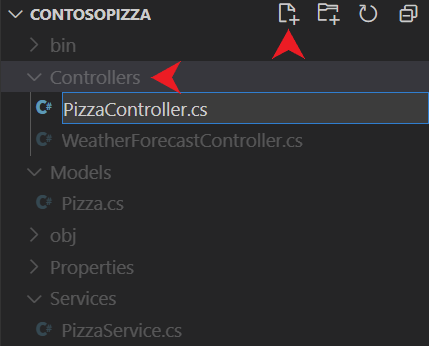 CONTOSOPIZZA
bin
Controllers
C# PizzaController.cs
C# WeatherForecastController.cs
Models
C# Pizza.cs
obj
Properties
Services
C# PizzaService.cs